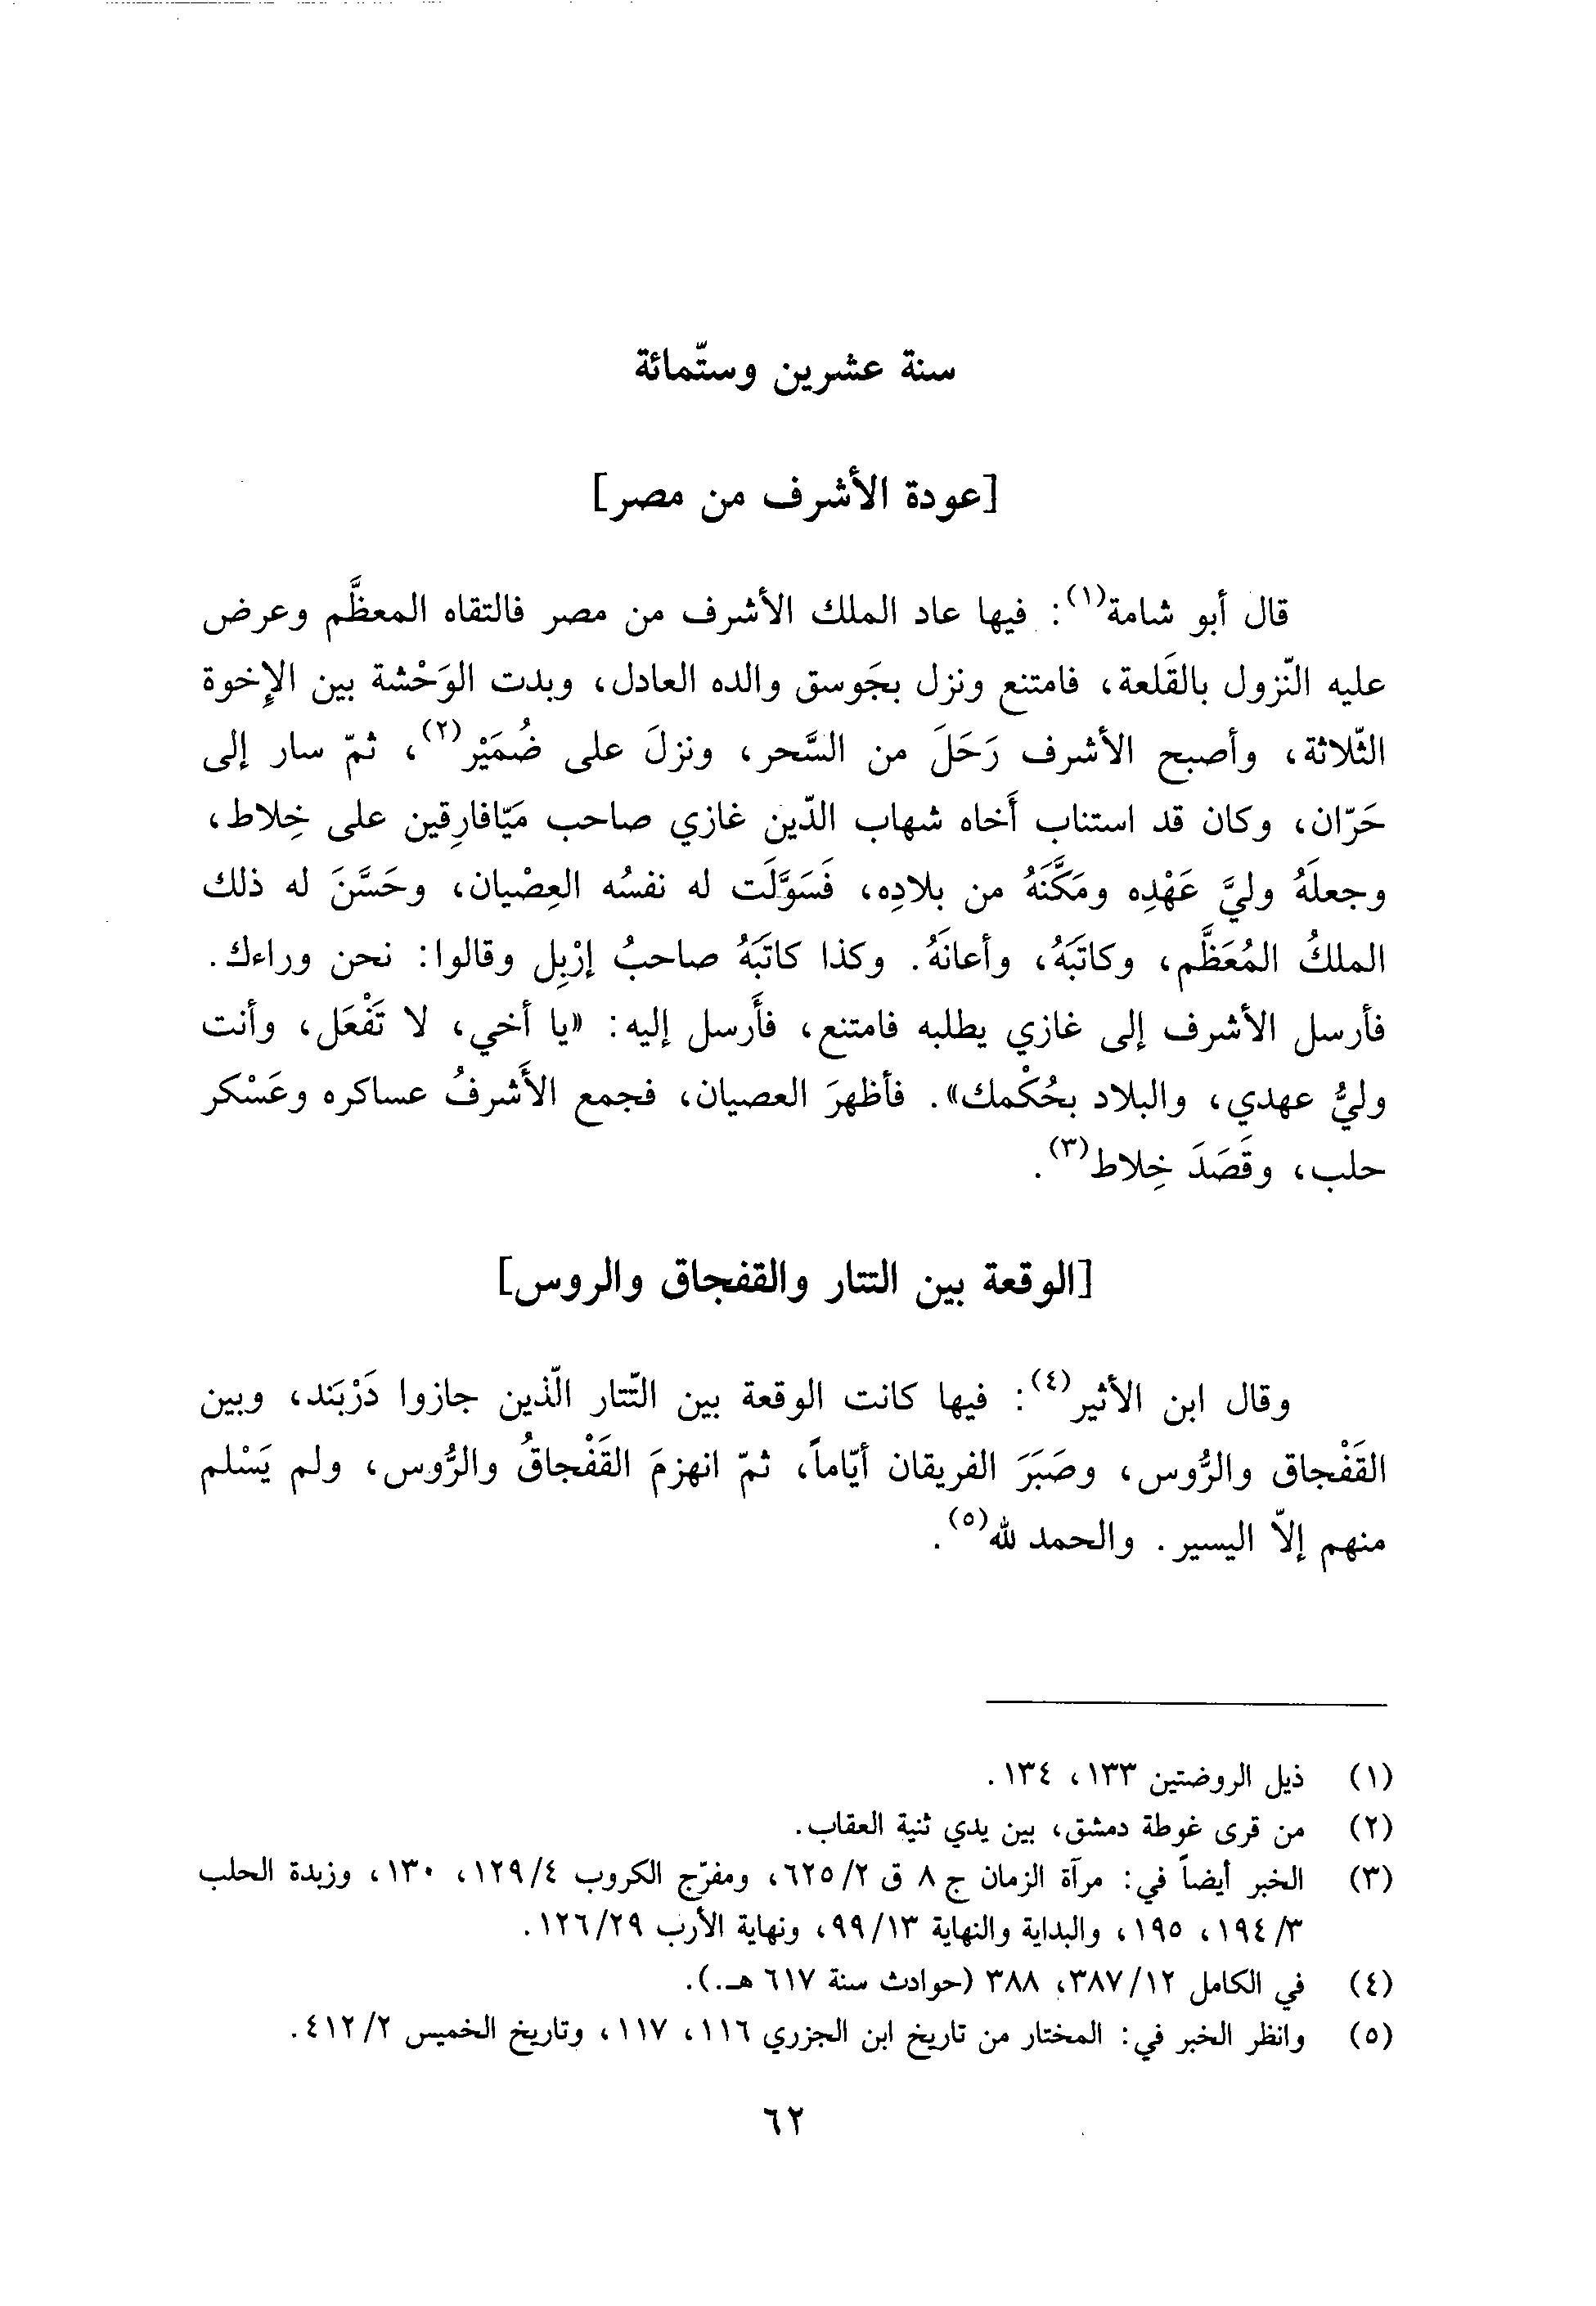 سنة عشرين وستّمائة
[عودة الأشرف من مصر]
قال أبو شامة(١): فيها عاد الملك الأشرف من مصر فالتقاه المعظَّم وعرض
عليه النّزول بالقَلعة، فامتنع ونزل بجَوسق والده العادل، وبدت الوَحْشة بين الإخوة
الثّلاثة، وأصبح الأشرف رَحَلَ من السَّحر، ونزلَ على ضُمَيْر(٢)، ثمّ سار إلى
حَرّان، وكان قد استناب أَخاه شهاب الدّين غازي صاحب مَيّافارِقين على خِلاط،
وجعلَهُ وليَّ عَهْدِه ومَكَّنَهُ من بلادِه، فَسَوَّلَت له نفسُه العِصْيان، وحَسَّنَ له ذلك
الملكُ المُعَظَّم، وكاتَبَهُ، وأعانَهُ. وكذا كاتَبَهُ صاحبُ إرْبِل وقالوا: نحن وراءك.
فأرسل الأشرف إلى غازي يطلبه فامتنع، فأَرسل إليه: «يا أخي، لا تَفْعَل، وأنت
وليُّ عهدي، والبلاد بحُكْمك». فأظهرَ العصيان، فجمع الأَشرفُ عساكره وعَسْكر
حلب، وقَصَدَ خِلاط(٣).
[الوقعة بين التتار والقفجاق والروس]
وقال ابن الأثير(٤): فيها كانت الوقعة بين التّتار الّذين جازوا دَرْبَند، وبين
القَفْجاق والرُّوس، وصَبَرَ الفريقان أيّاماً، ثمّ انهزمَ القَفْجاقُ والرُّوس، ولم يَسْلم
منهم إلاّ اليسير. والحمد لله(٥).
(١) ذيل الروضتين ١٣٣، ١٣٤.
(٢) من قرى غوطة دمشق، بين يدي ثنية العقاب.
(٣) الخبر أيضاً في: مرآة الزمان ج ٨ ق ٦٢٥/٢، ومفرّج الكروب ١٢٩/٤، ١٣٠، وزبدة الحلب
١٩٤/٣، ١٩٥، والبداية والنهاية ٩٩/١٣، ونهاية الأرب ١٢٦/٢٩.
(٤) في الكامل ٣٨٧/١٢، ٣٨٨ (حوادث سنة ٦١٧ هـ.).
(٥) وانظر الخبر في: المختار من تاريخ ابن الجزري ١١٦، ١١٧، وتاريخ الخميس ٤١٢/٢.
٦٢